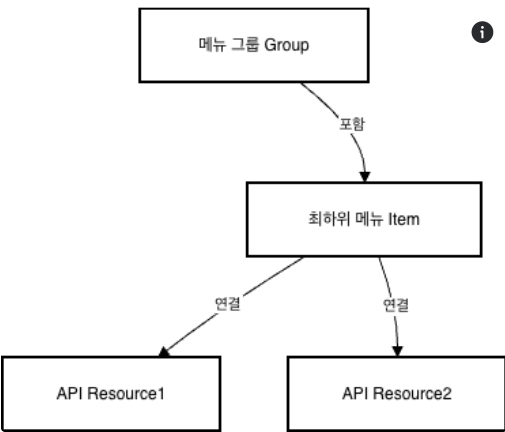 메뉴 그룹 Group
포함
최하위 메뉴 Item
연결
연결
API Resource1
API Resource2